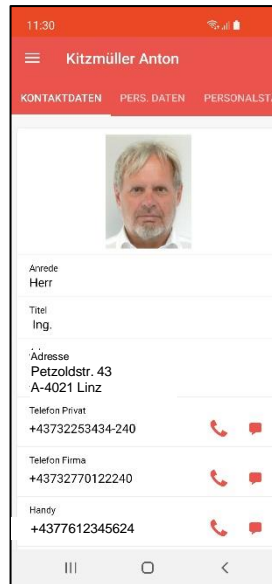 11:30
Kitzmüller Anton
KONTAKTDATEN PERS. DATEN PERSONALST
Anrede
Herr
Titel
Ing.
Adresse
Petzoldstr. 43
A-4021 Linz
Telefon Privat
+43732253434-240
Telefon Firma
+43732770122240
Handy
+4377612345624